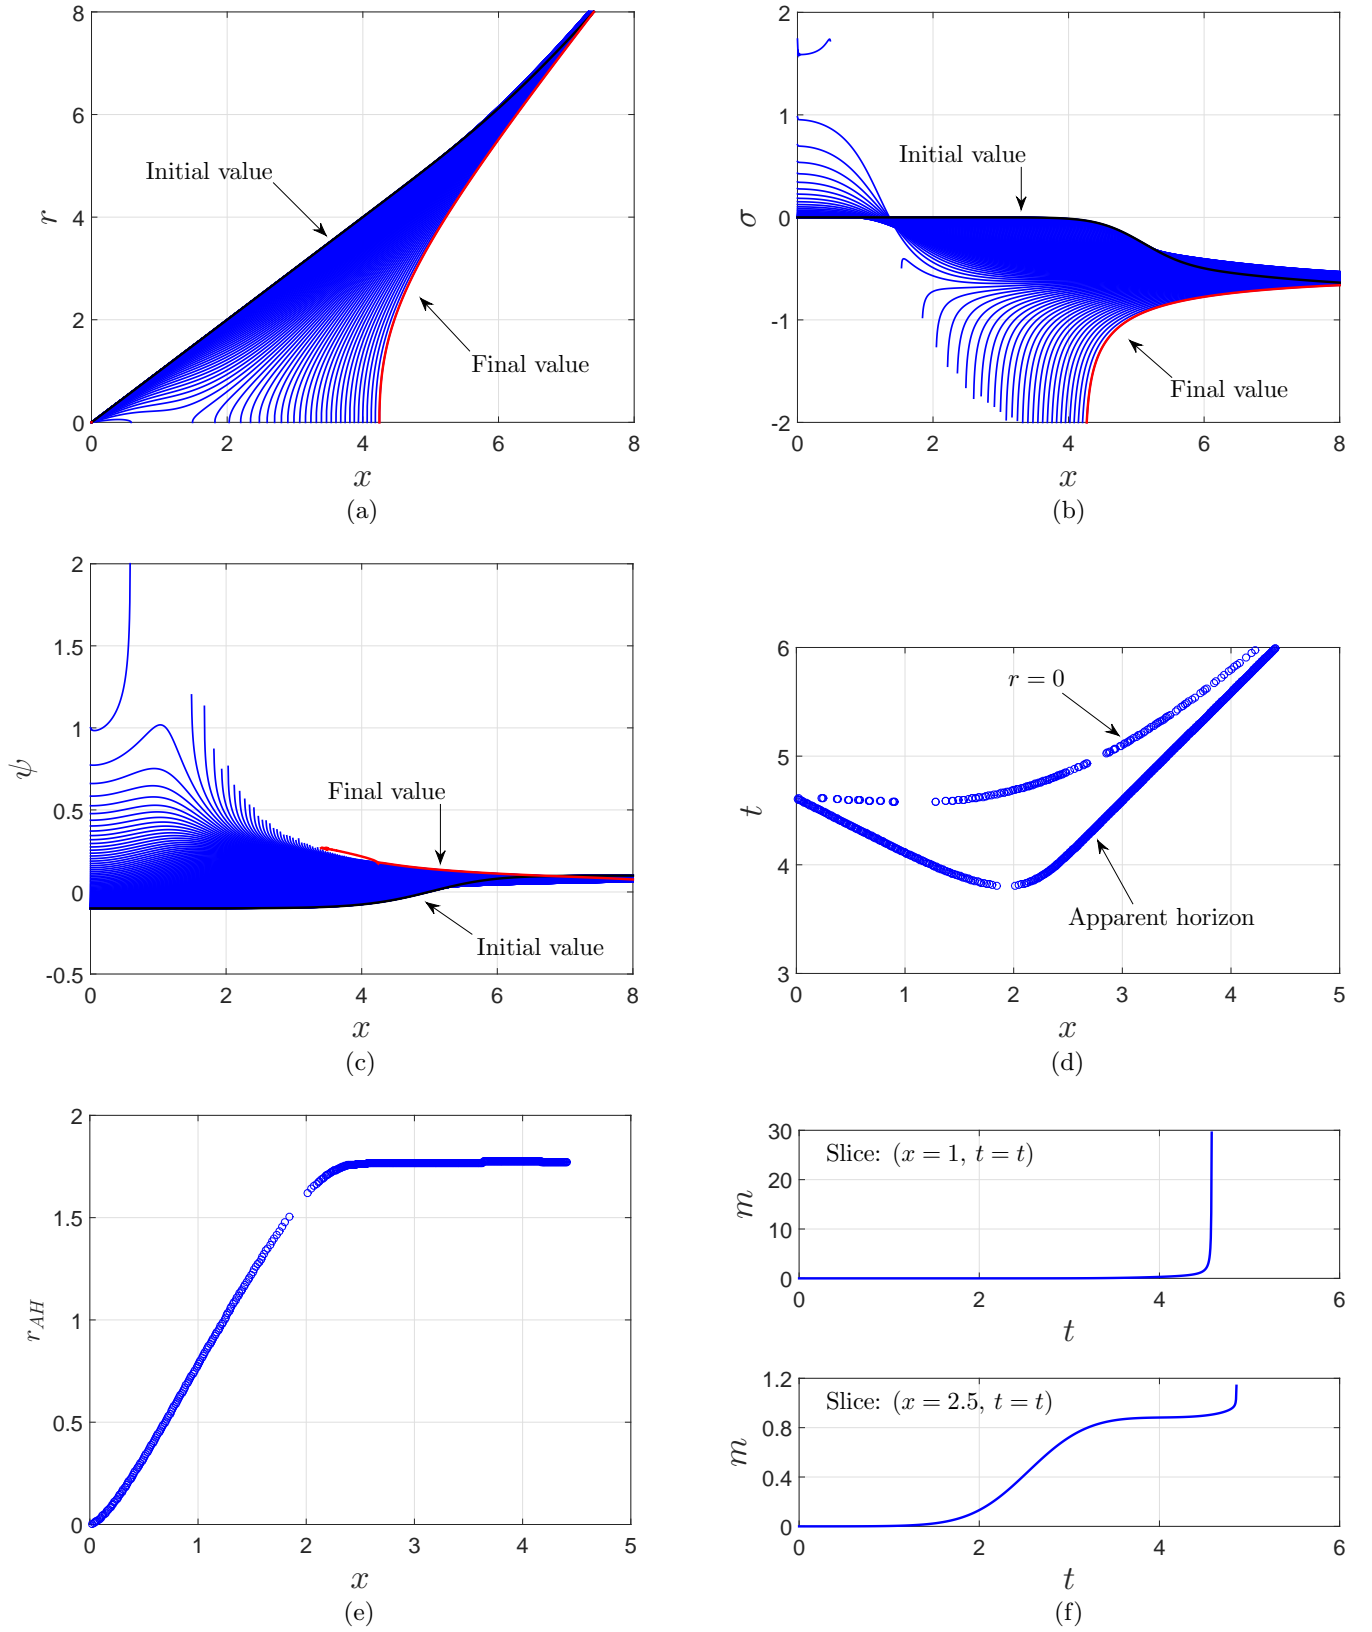 8
6
4
2
0
r
Initial value
Final value
0
2
4
6
8
x
(a)
2
1
0
-1
-2
σ
Initial value
Final value
0
2
4
6
8
x
(b)
2
1.5
1
0.5
0
-0.5
ψ
Final value
Initial value
0
2
4
6
8
x
(c)
6
5
4
3
t
r = 0
Apparent horizon
0
1
2
3
4
5
x
(d)
2
1.5
1
0.5
0
r_{AH}
0
1
2
3
4
5
x
(e)
30
20
10
0
m
Slice: (x = 1, t = t)
0
2
4
6
t
1.2
0.8
0.4
0
m
Slice: (x = 2.5, t = t)
0
2
4
6
t
(f)